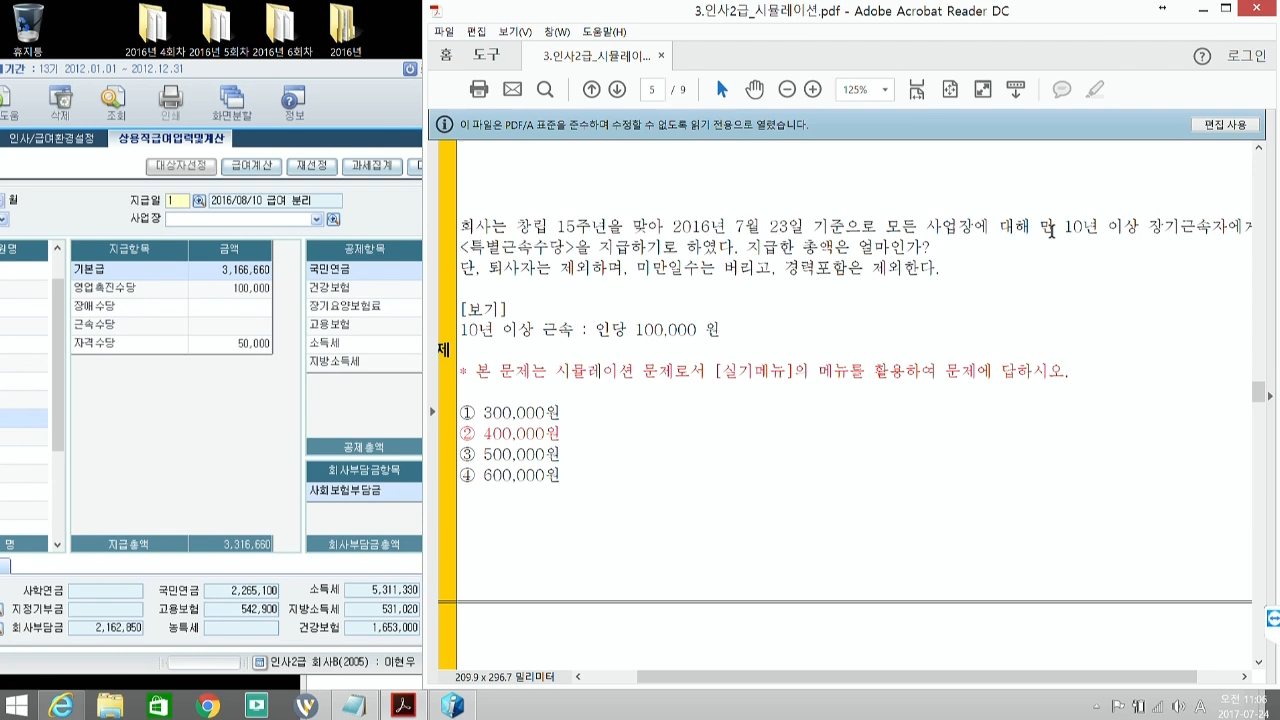 휴지통
2016년 4회차
2016년 5회차
2016년 6회차
2016년
기간 : 13기 2012.01.01 ~ 2012.12.31
도움
삭제
조회
인쇄
화면분할
정보
인사/급여환경설정
상용직급여입력및계산
대상자선정
급여계산
재선정
과세집계
월
지급일
1
2016/08/10 급여 분리
사업장
원명
지급항목
금액
공제항목
기본급
3,166,660
국민연금
영업촉진수당
100,000
건강보험
장애수당
장기요양보험료
근속수당
고용보험
자격수당
50,000
소득세
지방소득세
공제총액
회사부담금항목
사회보험부담금
명
지급총액
3,316,660
회사부담금총액
사학연금
국민연금
2,265,100
소득세
5,311,330
지정기부금
고용보험
542,900
지방소득세
531,020
회사부담금
2,162,850
농특세
건강보험
1,653,000
인사2급 회사B(2005) : 이현우
3.인사2급_시뮬레이션.pdf - Adobe Acrobat Reader DC
파일 편집 보기(V) 창(W) 도움말(H)
홈
도구
3.인사2급_시뮬레이... ×
로그인
5 / 9
125%
이 파일은 PDF/A 표준을 준수하며 수정할 수 없도록 읽기 전용으로 열렸습니다.
편집 사용
회사는 창립 15주년을 맞아 2016년 7월 23일 기준으로 모든 사업장에 대해 만 10년 이상 장기근속자에게
<특별근속수당>을 지급하기로 하였다. 지급한 총액은 얼마인가?
단, 퇴사자는 제외하며, 미만일수는 버리고, 경력포함은 제외한다.
[보기]
10년 이상 근속 : 인당 100,000 원
제
* 본 문제는 시뮬레이션 문제로서 [실기메뉴]의 메뉴를 활용하여 문제에 답하시오.
① 300,000원
② 400,000원
③ 500,000원
④ 600,000원
209.9 x 296.7 밀리미터
오전 11:06
2017-07-24